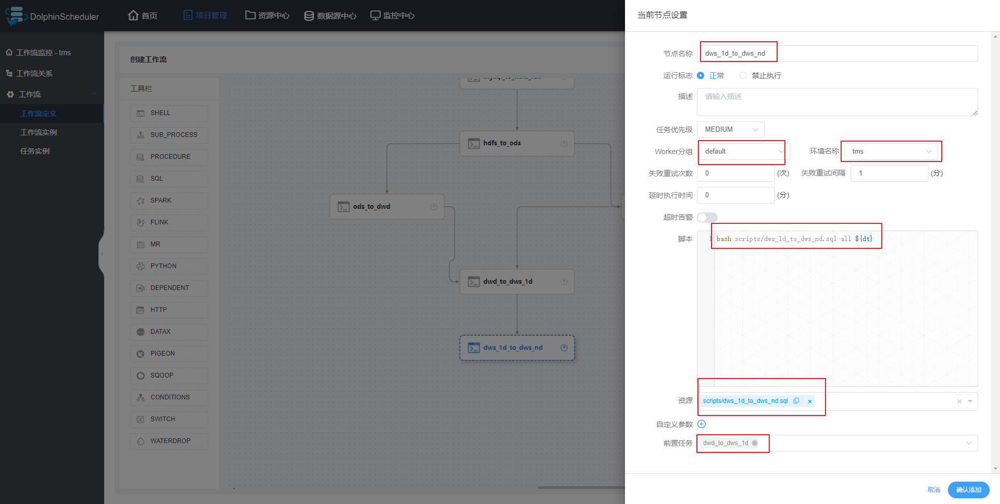 DolphinScheduler
首页
项目管理
资源中心
数据源中心
监控中心
工作流监控 - tms
工作流关系
工作流
工作流定义
工作流实例
任务实例
创建工作流
工具栏
SHELL
SUB_PROCESS
PROCEDURE
SQL
SPARK
FLINK
MR
PYTHON
DEPENDENT
HTTP
DATAX
PIGEON
SQOOP
CONDITIONS
SWITCH
WATERDROP
hdfs_to_ods
ods_to_dwd
dwd_to_dws_1d
dws_1d_to_dws_nd
当前节点设置
节点名称 dws_1d_to_dws_nd
运行标志 正常 禁止执行
描述 请输入描述
任务优先级 MEDIUM
Worker分组 default 环境名称 tms
失败重试次数 0 (次) 失败重试间隔 1 (分)
延时执行时间 0 (分)
超时告警
脚本 1 bash scripts/dws_1d_to_dws_nd.sql all ${dt}
资源 scripts/dws_1d_to_dws_nd.sql
自定义参数
前置任务 dwd_to_dws_1d
取消 确认添加